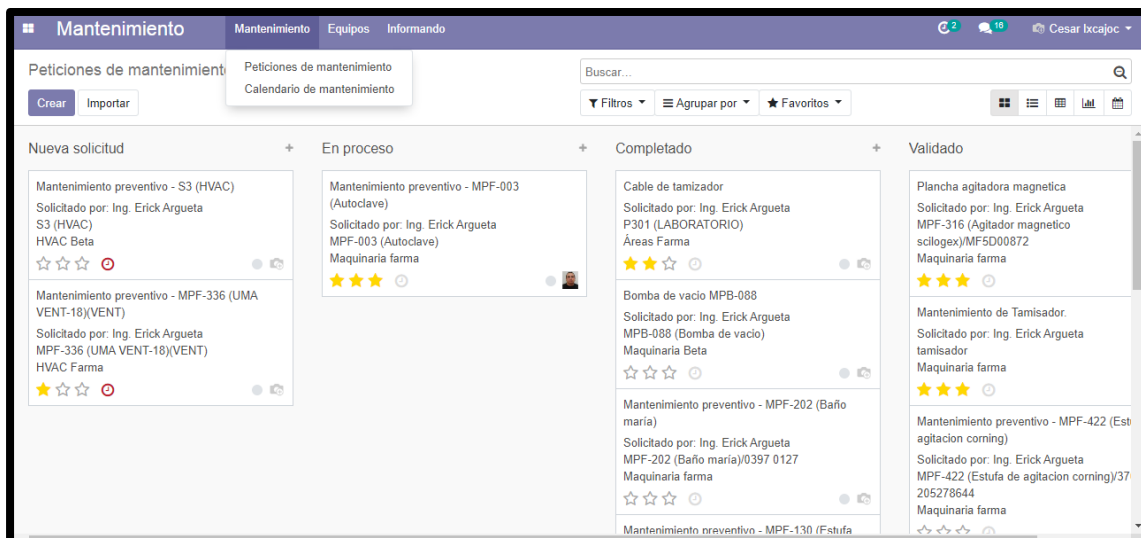 Mantenimiento
Mantenimiento Equipos Informando
2 16 Cesar Ixcajoc
Peticiones de mantenimiento
Peticiones de mantenimiento
Calendario de mantenimiento
Buscar...
Crear Importar
Filtros Agrupar por Favoritos
Nueva solicitud
Mantenimiento preventivo - S3 (HVAC)
Solicitado por: Ing. Erick Argueta
S3 (HVAC)
HVAC Beta
Mantenimiento preventivo - MPF-336 (UMA
VENT-18)(VENT)
Solicitado por: Ing. Erick Argueta
MPF-336 (UMA VENT-18)(VENT)
HVAC Farma
En proceso
Mantenimiento preventivo - MPF-003
(Autoclave)
Solicitado por: Ing. Erick Argueta
MPF-003 (Autoclave)
Maquinaria farma
Completado
Cable de tamizador
Solicitado por: Ing. Erick Argueta
P301 (LABORATORIO)
Áreas Farma
Bomba de vacio MPB-088
Solicitado por: Ing. Erick Argueta
MPB-088 (Bomba de vacio)
Maquinaria Beta
Mantenimiento preventivo - MPF-202 (Baño
maría)
Solicitado por: Ing. Erick Argueta
MPF-202 (Baño maría)/0397 0127
Maquinaria farma
Mantenimiento preventivo - MPF-130 (Estufa
Validado
Plancha agitadora magnetica
Solicitado por: Ing. Erick Argueta
MPF-316 (Agitador magnetico
scilogex)/MF5D00872
Maquinaria farma
Mantenimiento de Tamisador.
Solicitado por: Ing. Erick Argueta
tamisador
Maquinaria farma
Mantenimiento preventivo - MPF-422 (Est
agitacion corning)
Solicitado por: Ing. Erick Argueta
MPF-422 (Estufa de agitacion corning)/37
205278644
Maquinaria farma